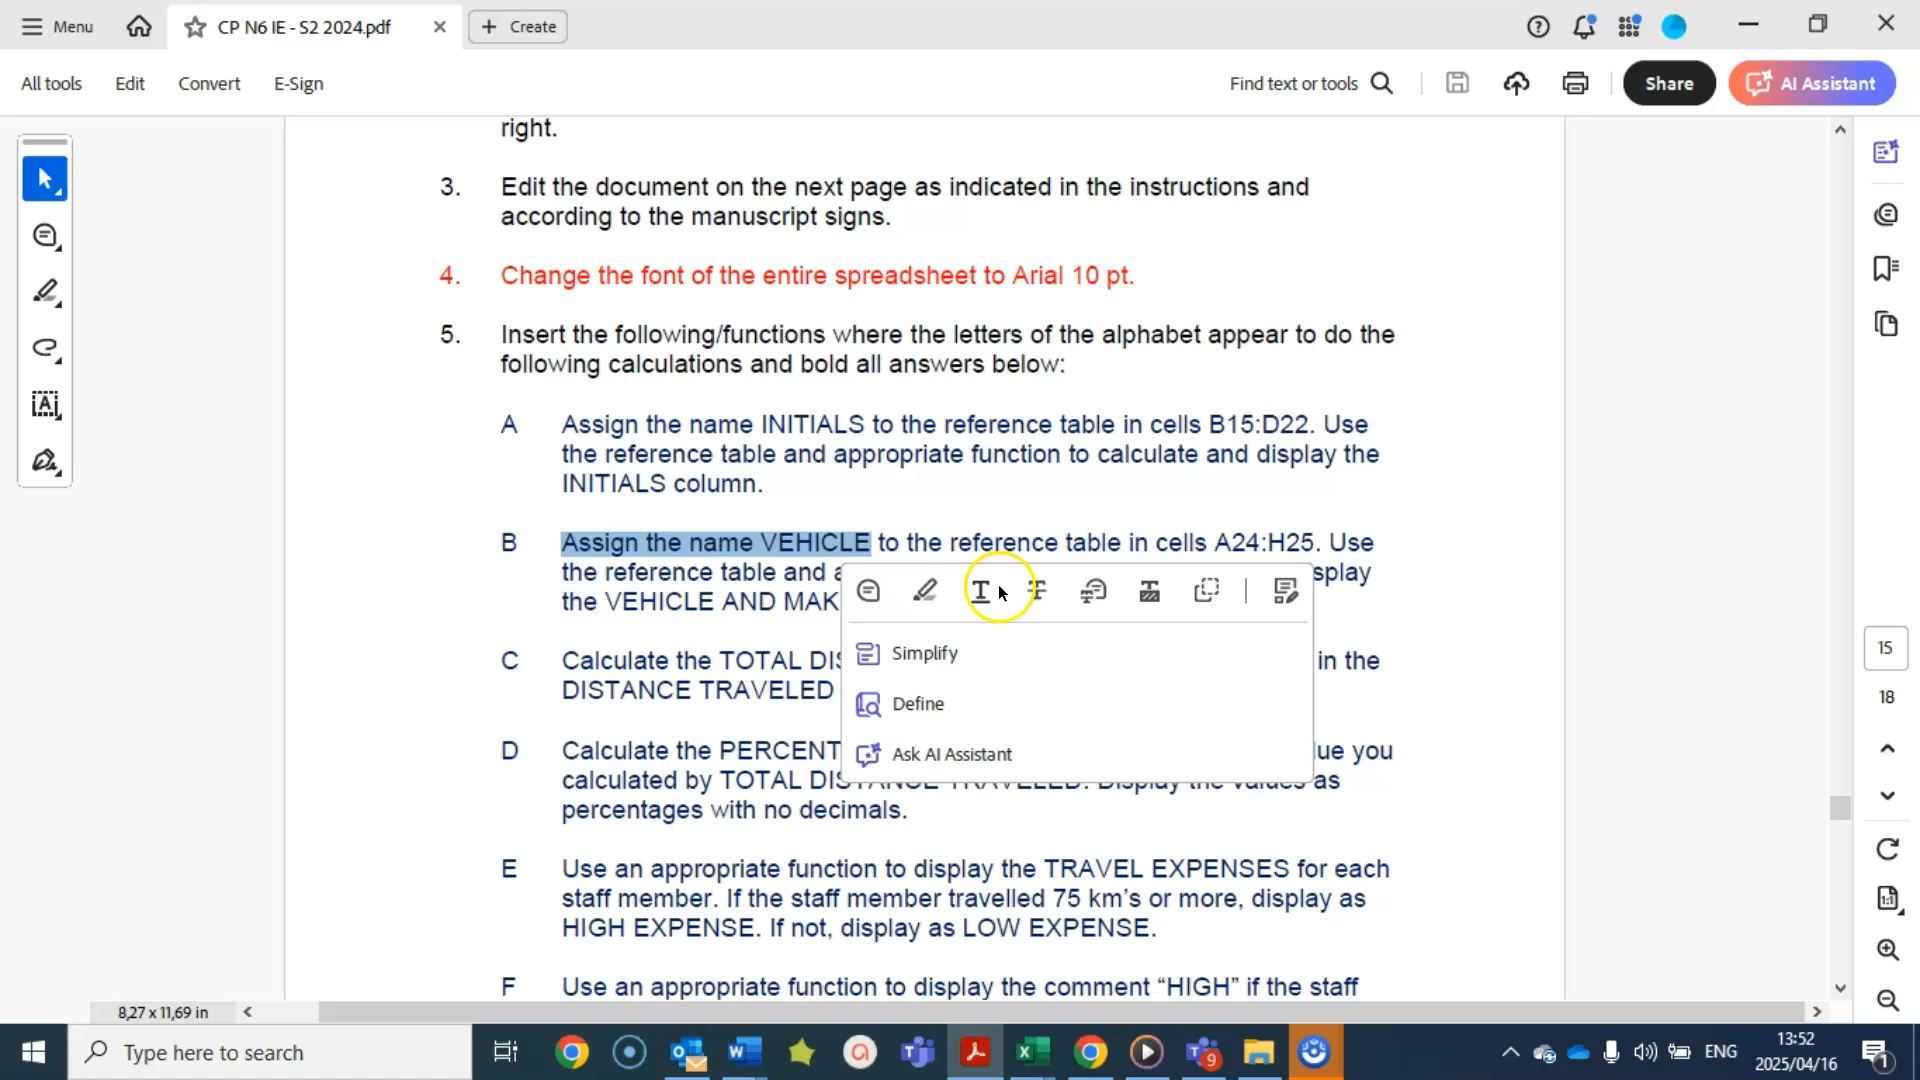 Menu
CP N6 IE - S2 2024.pdf
Create
All tools
Edit
Convert
E-Sign
Find text or tools
Share
AI Assistant
right.
3. Edit the document on the next page as indicated in the instructions and
according to the manuscript signs.
4. Change the font of the entire spreadsheet to Arial 10 pt.
5. Insert the following/functions where the letters of the alphabet appear to do the
following calculations and bold all answers below:
A Assign the name INITIALS to the reference table in cells B15:D22. Use
the reference table and appropriate function to calculate and display the
INITIALS column.
B Assign the name VEHICLE to the reference table in cells A24:H25. Use
the reference table and
the VEHICLE AND MAK
Simplify
Define
Ask AI Assistant
C Calculate the TOTAL DIS in the
DISTANCE TRAVELED
D Calculate the PERCENT you
calculated by TOTAL DISTANCE TRAVELED. Display the values as
percentages with no decimals.
E Use an appropriate function to display the TRAVEL EXPENSES for each
staff member. If the staff member travelled 75 km's or more, display as
HIGH EXPENSE. If not, display as LOW EXPENSE.
F Use an appropriate function to display the comment “HIGH” if the staff
15
18
1:1
8,27 x 11,69 in
Type here to search
9
ENG
13:52
2025/04/16
1